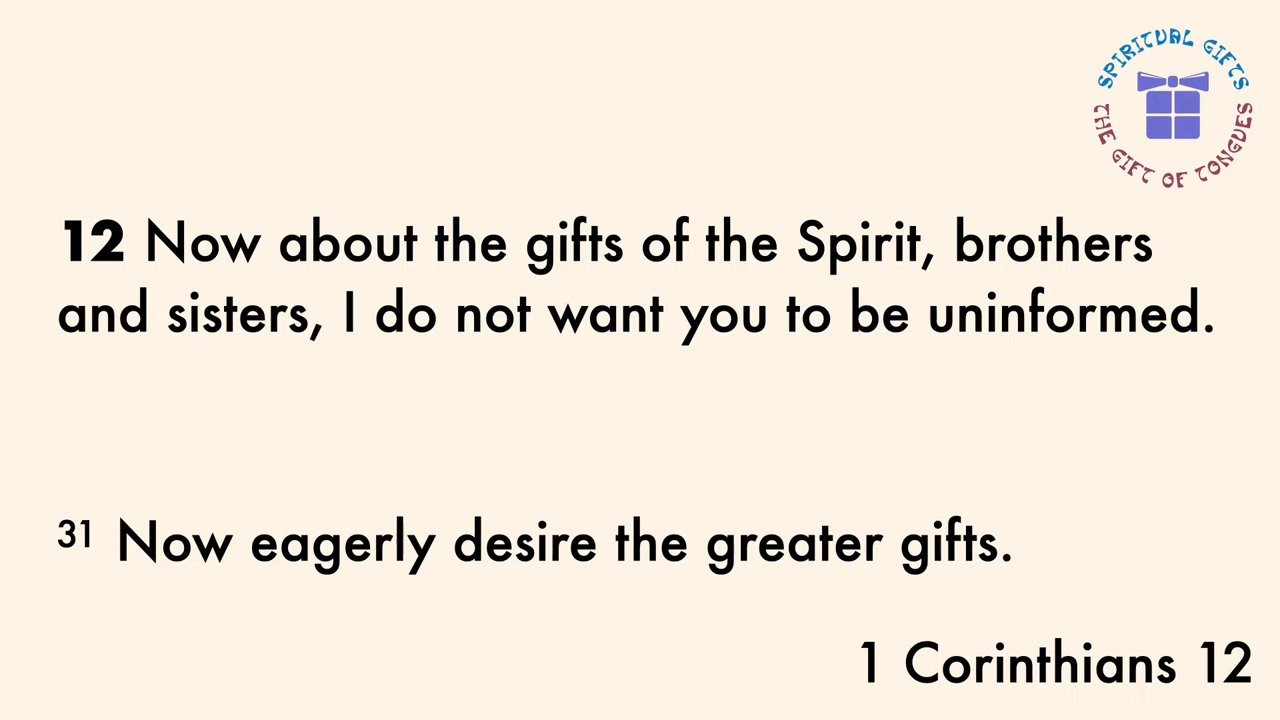 SPIRITUAL GIFTS
THE GIFT OF TONGUES
12 Now about the gifts of the Spirit, brothers
and sisters, I do not want you to be uninformed.
31 Now eagerly desire the greater gifts.
1 Corinthians 12